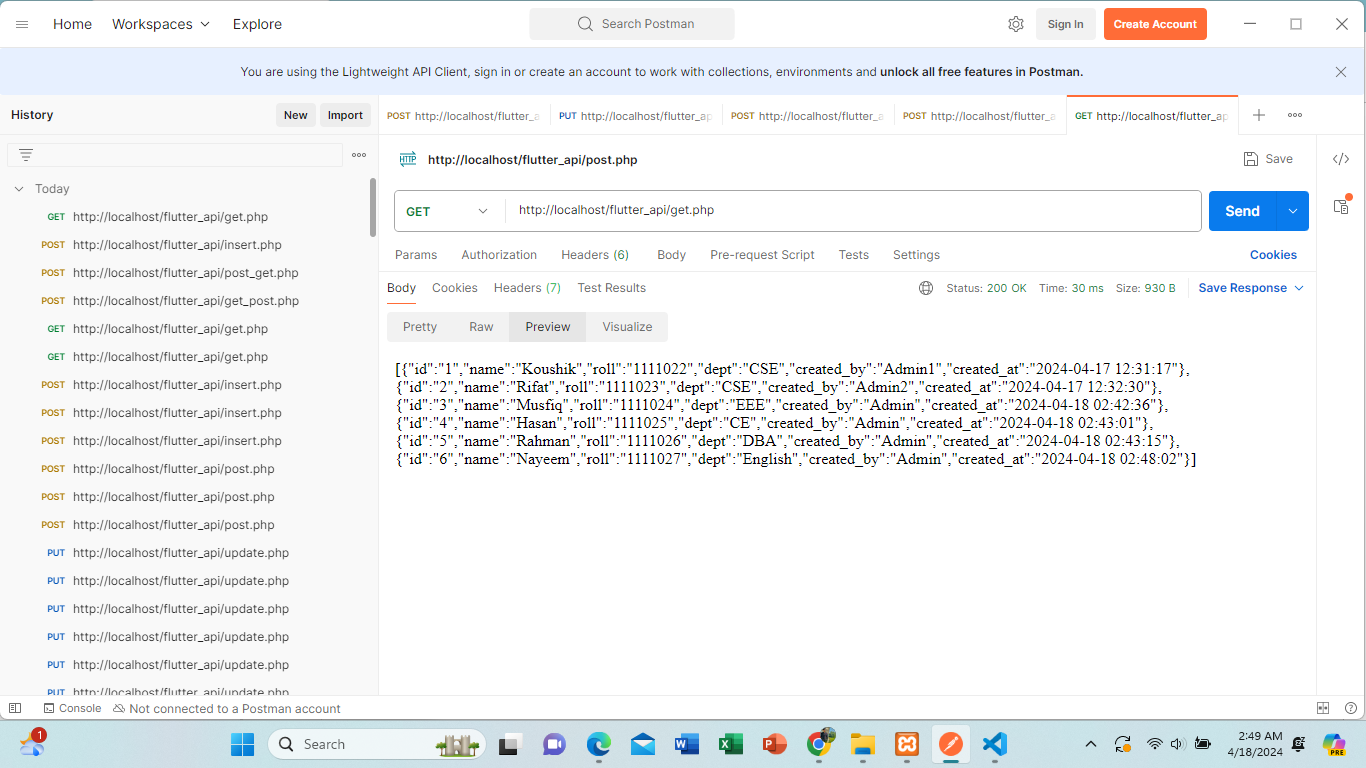 Home Workspaces Explore Search Postman Sign In Create Account
You are using the Lightweight API Client, sign in or create an account to work with collections, environments and unlock all free features in Postman.
History New Import
POST http://localhost/flutter_a PUT http://localhost/flutter_ap POST http://localhost/flutter_a POST http://localhost/flutter_a GET http://localhost/flutter_ap
HTTP http://localhost/flutter_api/post.php Save
Today
GET http://localhost/flutter_api/get.php
POST http://localhost/flutter_api/insert.php
POST http://localhost/flutter_api/post_get.php
POST http://localhost/flutter_api/get_post.php
GET http://localhost/flutter_api/get.php
GET http://localhost/flutter_api/get.php
POST http://localhost/flutter_api/insert.php
POST http://localhost/flutter_api/insert.php
POST http://localhost/flutter_api/insert.php
POST http://localhost/flutter_api/post.php
POST http://localhost/flutter_api/post.php
POST http://localhost/flutter_api/post.php
PUT http://localhost/flutter_api/update.php
PUT http://localhost/flutter_api/update.php
PUT http://localhost/flutter_api/update.php
PUT http://localhost/flutter_api/update.php
PUT http://localhost/flutter_api/update.php
PUT http://localhost/flutter_api/update.php
GET http://localhost/flutter_api/get.php Send
Params Authorization Headers (6) Body Pre-request Script Tests Settings Cookies
Body Cookies Headers (7) Test Results Status: 200 OK Time: 30 ms Size: 930 B Save Response
Pretty Raw Preview Visualize
[{"id":"1","name":"Koushik","roll":"1111022","dept":"CSE","created_by":"Admin1","created_at":"2024-04-17 12:31:17"},
{"id":"2","name":"Rifat","roll":"1111023","dept":"CSE","created_by":"Admin2","created_at":"2024-04-17 12:32:30"},
{"id":"3","name":"Musfiq","roll":"1111024","dept":"EEE","created_by":"Admin","created_at":"2024-04-18 02:42:36"},
{"id":"4","name":"Hasan","roll":"1111025","dept":"CE","created_by":"Admin","created_at":"2024-04-18 02:43:01"},
{"id":"5","name":"Rahman","roll":"1111026","dept":"DBA","created_by":"Admin","created_at":"2024-04-18 02:43:15"},
{"id":"6","name":"Nayeem","roll":"1111027","dept":"English","created_by":"Admin","created_at":"2024-04-18 02:48:02"}]
Console Not connected to a Postman account
1 Search W X P PRE
2:49 AM
4/18/2024